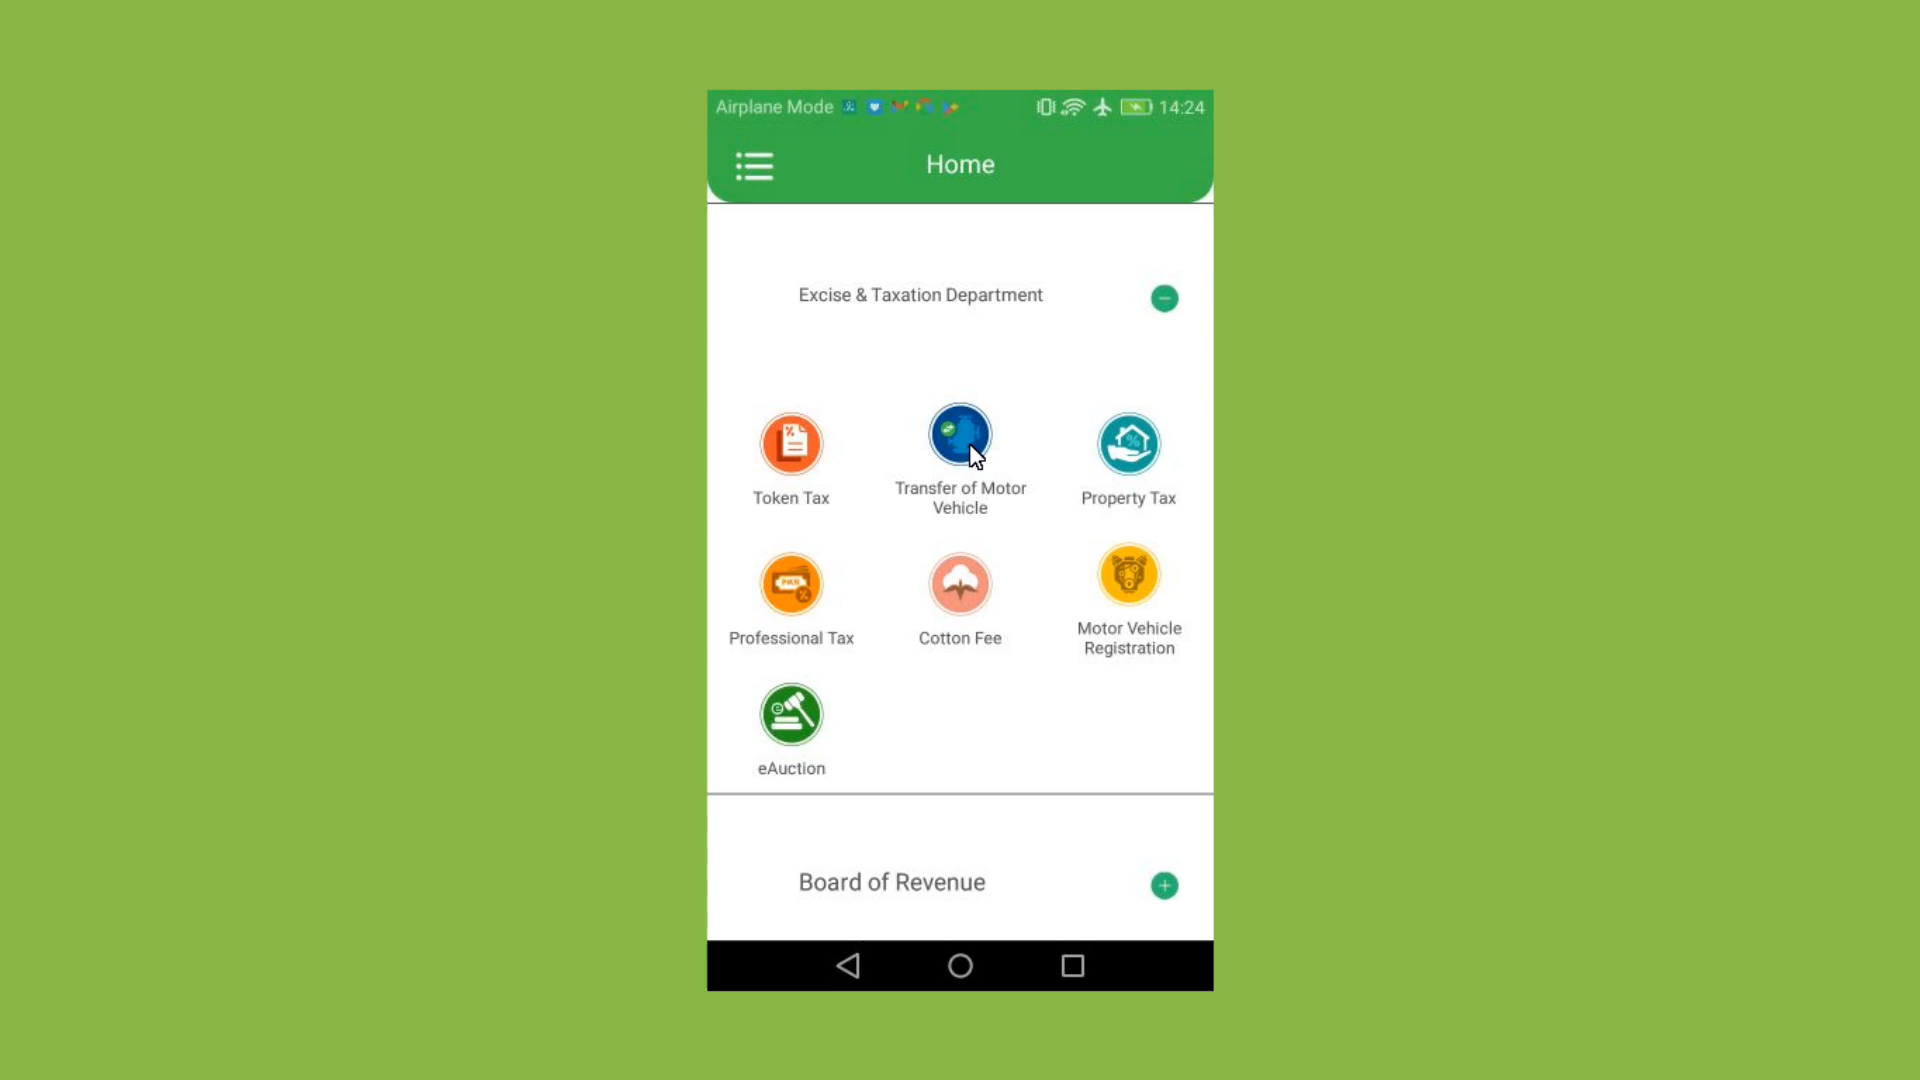 Airplane Mode 14:24
Home
Excise & Taxation Department
Token Tax
Transfer of Motor
Vehicle
Property Tax
Professional Tax
Cotton Fee
Motor Vehicle
Registration
eAuction
Board of Revenue